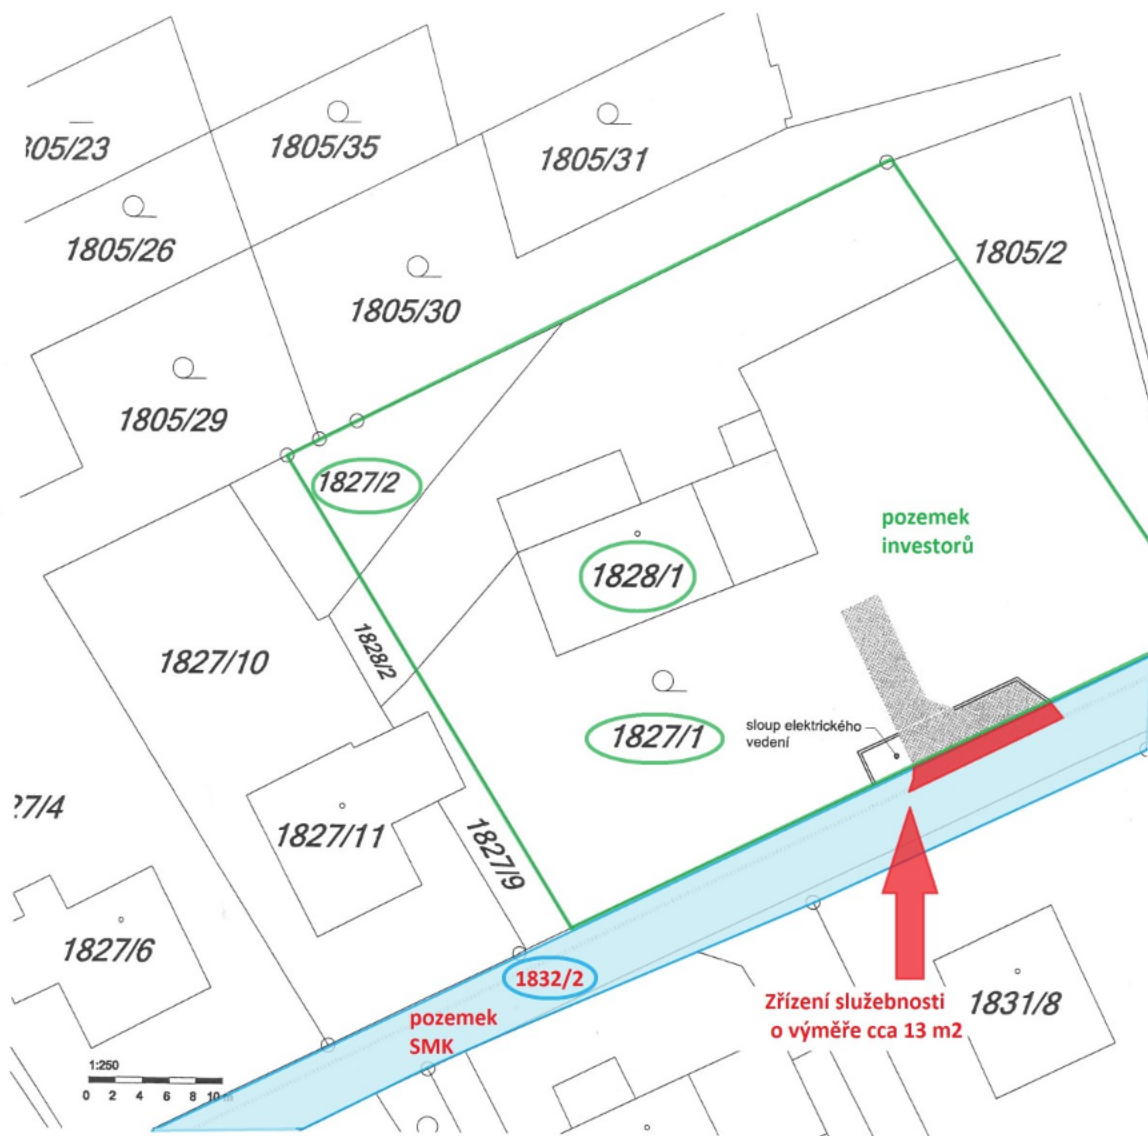 805/23
1805/35
1805/31
1805/26
1805/2
1805/30
1805/29
1827/2
pozemek
investorů
1828/1
1828/2
1827/10
sloup elektrického
vedení
1827/1
27/4
1827/11
1827/9
1827/6
1832/2
Zřízení služebnosti
o výměře cca 13 m2
1831/8
pozemek
SMK
1:250
0 2 4 6 8 10 m